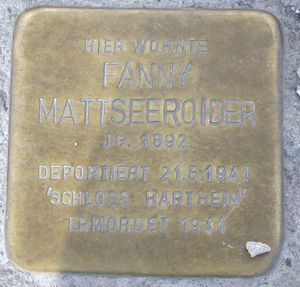 HIER WOHNTE
FANNY
MATTSEEROIDER
JG. 1892
DEPORTIERT 21.5.1941
'SCHLOSS HARTHEIM'
ERMORDET 1941